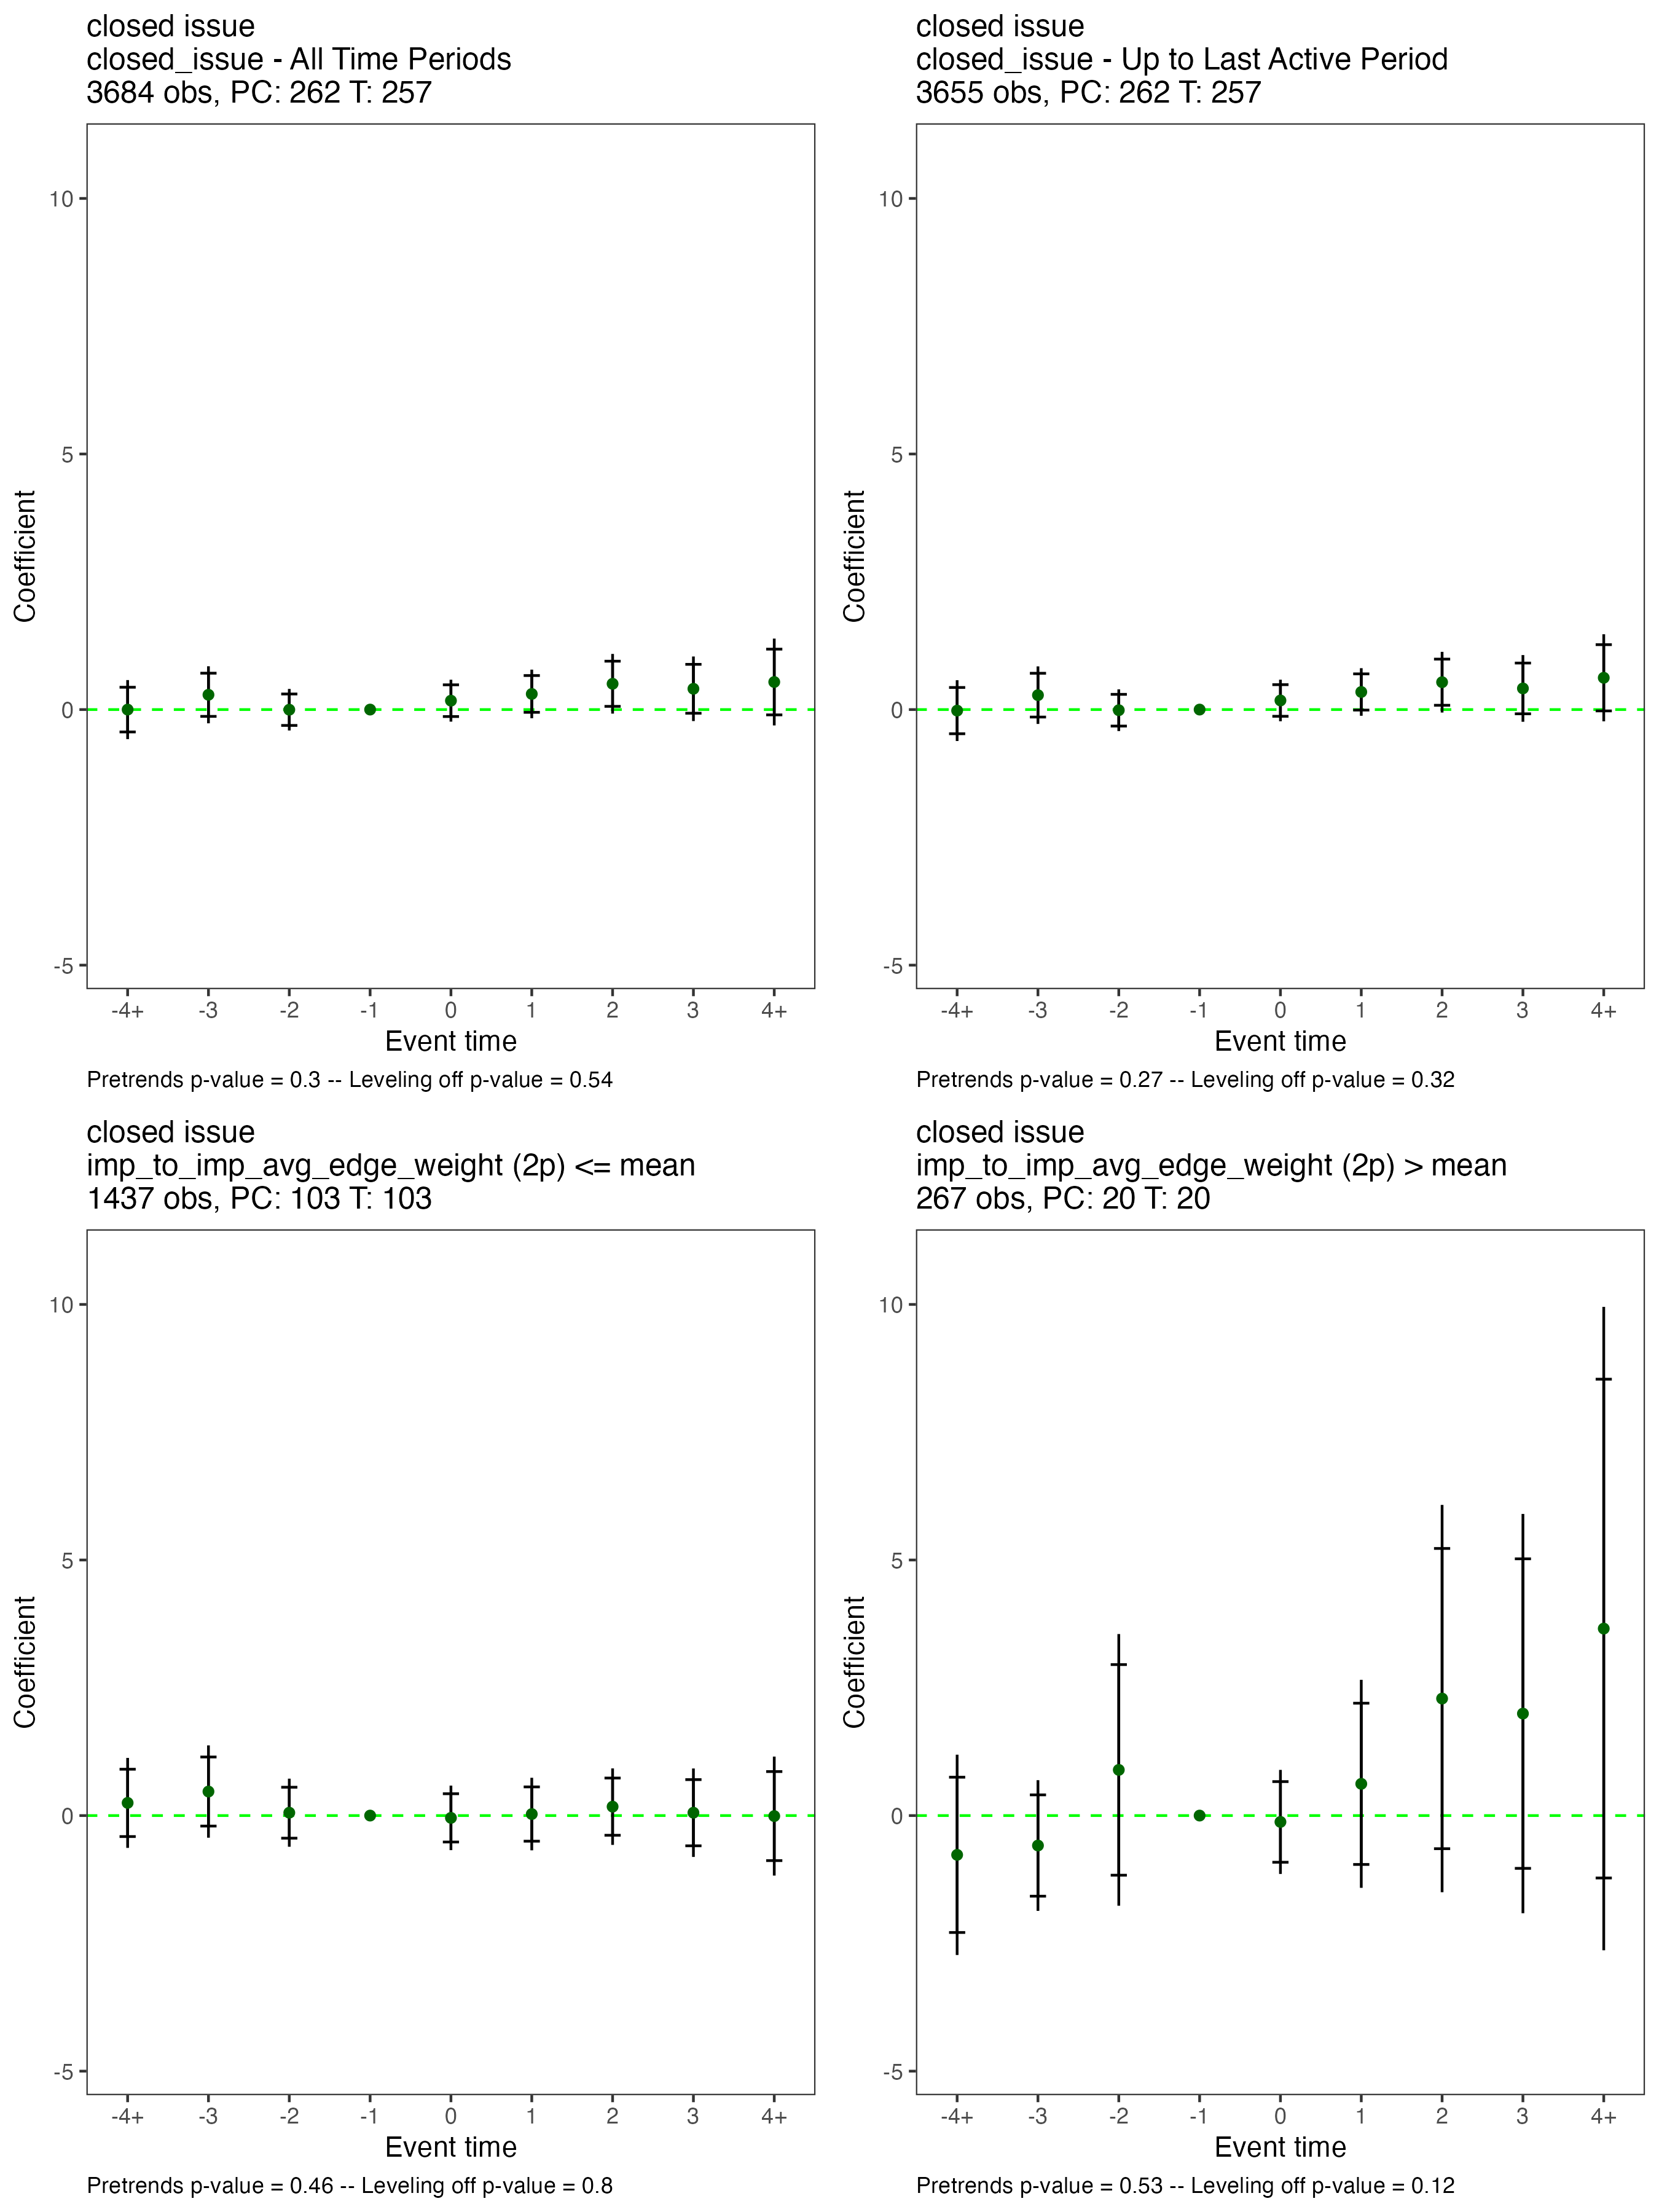 closed issue
closed_issue - All Time Periods
3684 obs, PC: 262 T: 257
10
5
0
-5
Coefficient
-4+ -3 -2 -1 0 1 2 3 4+
Event time
Pretrends p-value = 0.3 -- Leveling off p-value = 0.54
closed issue
closed_issue - Up to Last Active Period
3655 obs, PC: 262 T: 257
10
5
0
-5
Coefficient
-4+ -3 -2 -1 0 1 2 3 4+
Event time
Pretrends p-value = 0.27 -- Leveling off p-value = 0.32
closed issue
imp_to_imp_avg_edge_weight (2p) <= mean
1437 obs, PC: 103 T: 103
10
5
0
-5
Coefficient
-4+ -3 -2 -1 0 1 2 3 4+
Event time
Pretrends p-value = 0.46 -- Leveling off p-value = 0.8
closed issue
imp_to_imp_avg_edge_weight (2p) > mean
267 obs, PC: 20 T: 20
10
5
0
-5
Coefficient
-4+ -3 -2 -1 0 1 2 3 4+
Event time
Pretrends p-value = 0.53 -- Leveling off p-value = 0.12